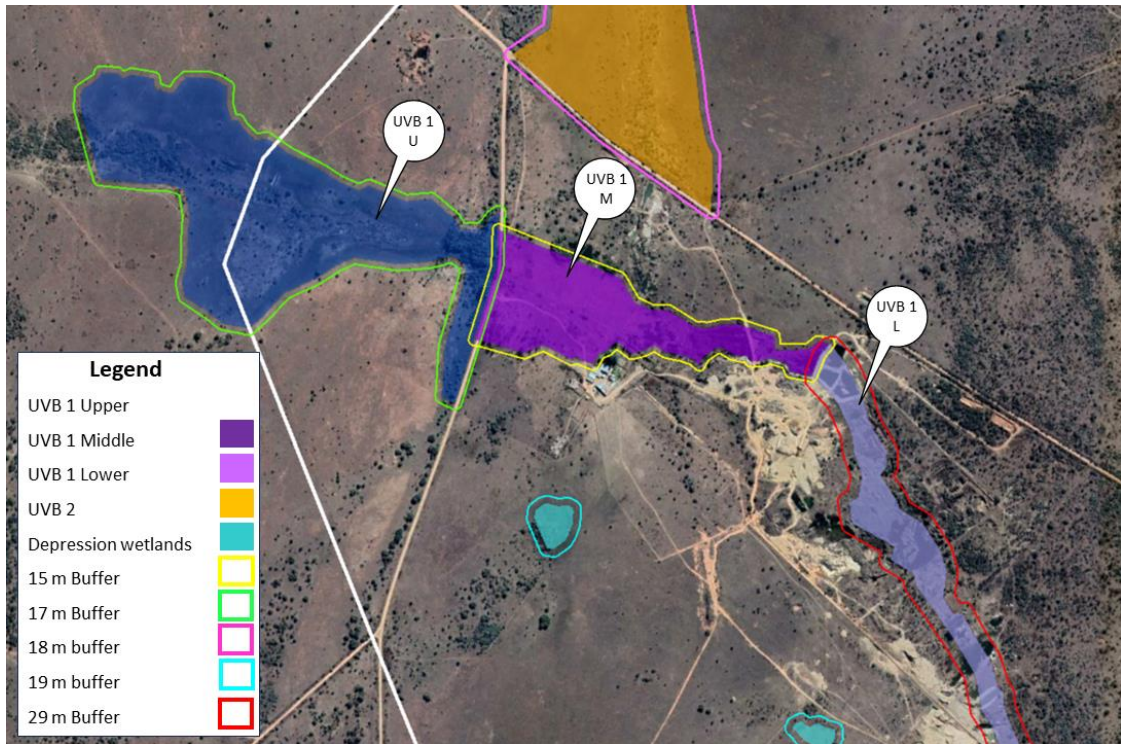 UVB 1
U
UVB 1
M
UVB 1
L
Legend
UVB 1 Upper
UVB 1 Middle
UVB 1 Lower
UVB 2
Depression wetlands
15 m Buffer
17 m Buffer
18 m buffer
19 m buffer
29 m Buffer